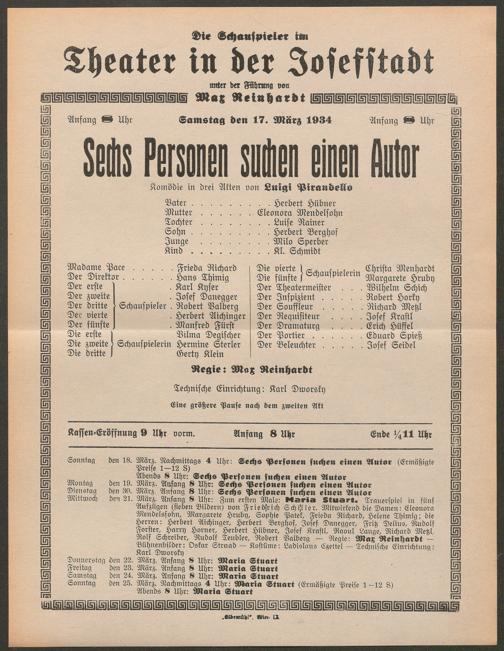 Die Schauspieler im
Theater in der Josefstadt
unter der Führung von
Max Reinhardt
Anfang 8 Uhr Samstag den 17. März 1934 Anfang 8 Uhr
Sechs Personen suchen einen Autor
Komödie in drei Akten von Luigi Pirandello
Vater . . . . . . . . . Herbert Hübner
Mutter . . . . . . . Eleonora Mendelsohn
Tochter . . . . . . . . Luise Rainer
Sohn . . . . . . . . . Herbert Berghof
Junge . . . . . . . . . Milo Sperber
Kind . . . . . . . . . Kl. Schmidt
Madame Pace . . . . . Frieda Richard
Der Direktor . . . . . Hans Thimig
Der erste Karl Kyser
Der zweite Josef Danegger
Der dritte Schauspieler . Robert Balberg
Der vierte Herbert Aichinger
Der fünfte Manfred Fürst
Die erste Vilma Degischer
Die zweite Schauspielerin Hermine Sterler
Die dritte Gerty Klein
Die vierte Schauspielerin Christa Menhardt
Die fünfte Margarete Hruby
Der Theatermeister . . Wilhelm Schich
Der Inspizient . . . . Robert Horky
Der Souffleur . . . . Richard Metzl
Der Requisiteur . . . Josef Krastl
Der Dramaturg . . . . Erich Hüffel
Der Portier . . . . . Eduard Spieß
Der Beleuchter . . . . Josef Seidel
Regie: Max Reinhardt
Technische Einrichtung: Karl Dworsky
Eine größere Pause nach dem zweiten Akt
Kassen-Eröffnung 9 Uhr vorm. Anfang 8 Uhr Ende ¼11 Uhr
Sonntag den 18. März, Nachmittags 4 Uhr: Sechs Personen suchen einen Autor (Ermäßigte
Preise 1—12 S)
Abends 8 Uhr: Sechs Personen suchen einen Autor
Montag den 19. März, Anfang 8 Uhr: Sechs Personen suchen einen Autor
Dienstag den 20. März, Anfang 8 Uhr: Sechs Personen suchen einen Autor
Mittwoch den 21. März, Anfang 8 Uhr: Zum ersten Male: Maria Stuart. Trauerspiel in fünf
Aufzügen (sieben Bildern) von Friedrich Schiller. Mitwirkend die Damen: Eleonora
Mendelsohn, Margarete Hruby, Sophie Patek, Frieda Richard, Helene Thimig; die
Herren: Herbert Aichinger, Herbert Berghof, Josef Danegger, Fritz Delius, Rudolf
Forster, Harry Horner, Herbert Hübner, Josef Krastl, Raoul Lange, Richard Metzl,
Rolf Schreiber, Rudolf Teubler, Robert Balberg — Regie: Max Reinhardt —
Bühnenbilder: Oskar Strnad — Kostüme: Ladislaus Czettel — Technische Einrichtung:
Karl Dworsky
Donnerstag den 22. März, Anfang 8 Uhr: Maria Stuart
Freitag den 23. März, Anfang 8 Uhr: Maria Stuart
Samstag den 24. März, Anfang 8 Uhr: Maria Stuart
Sonntag den 25. März, Nachmittags 4 Uhr: Maria Stuart (Ermäßigte Preise 1—12 S)
Abends 8 Uhr: Maria Stuart
„Elbemühl", Wien IX.